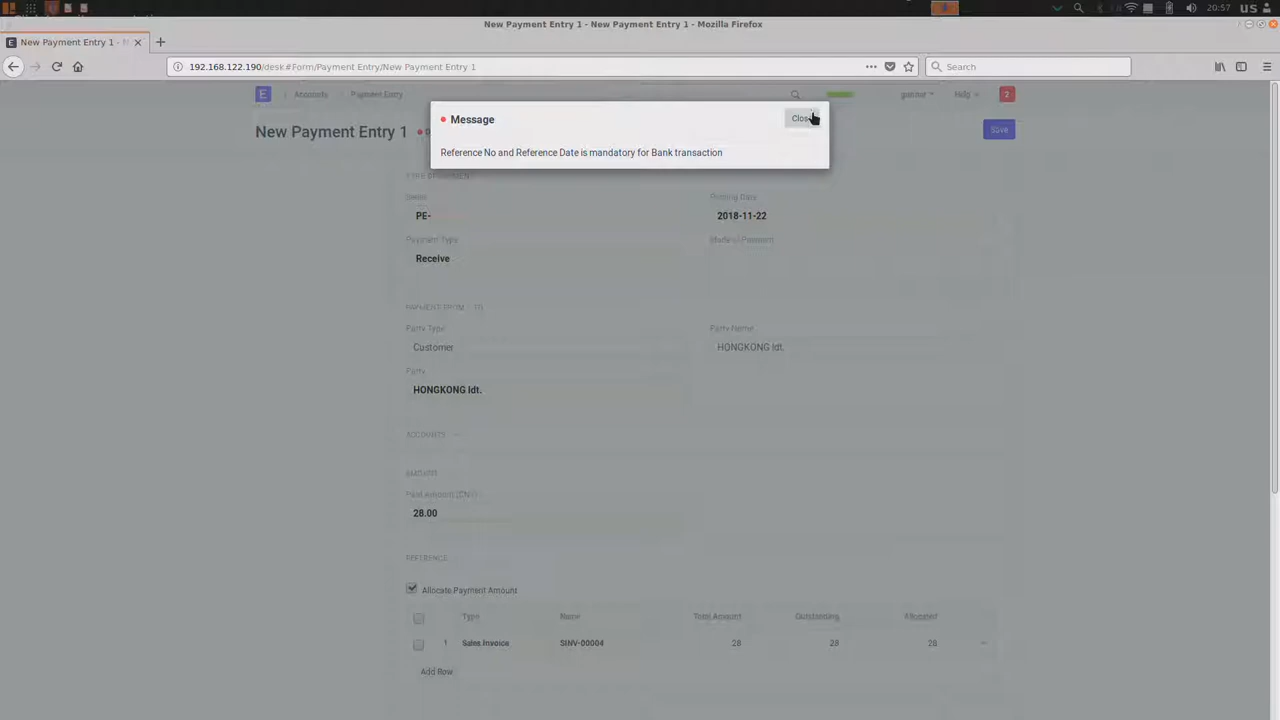 20:57 US
New Payment Entry 1 - New Payment Entry 1 - Mozilla Firefox
New Payment Entry 1 -
192.168.122.190/desk#Form/Payment Entry/New Payment Entry 1
Search
E Accounts Payment Entry Help 2
New Payment Entry 1
Save
Message
Clos
Reference No and Reference Date is mandatory for Bank transaction
Series
Posting Date
PE-
2018-11-22
Payment Type
Mode of Payment
Receive
PAYMENT FROM / TO
Party Type
Party Name
Customer
HONGKONG ldt.
Party
HONGKONG ldt.
ACCOUNTS
AMOUNT
Paid Amount (CNY)
28.00
REFERENCE
Allocate Payment Amount
Type Name Total Amount Outstanding Allocated
1 Sales Invoice SINV-00004 28 28 28
Add Row